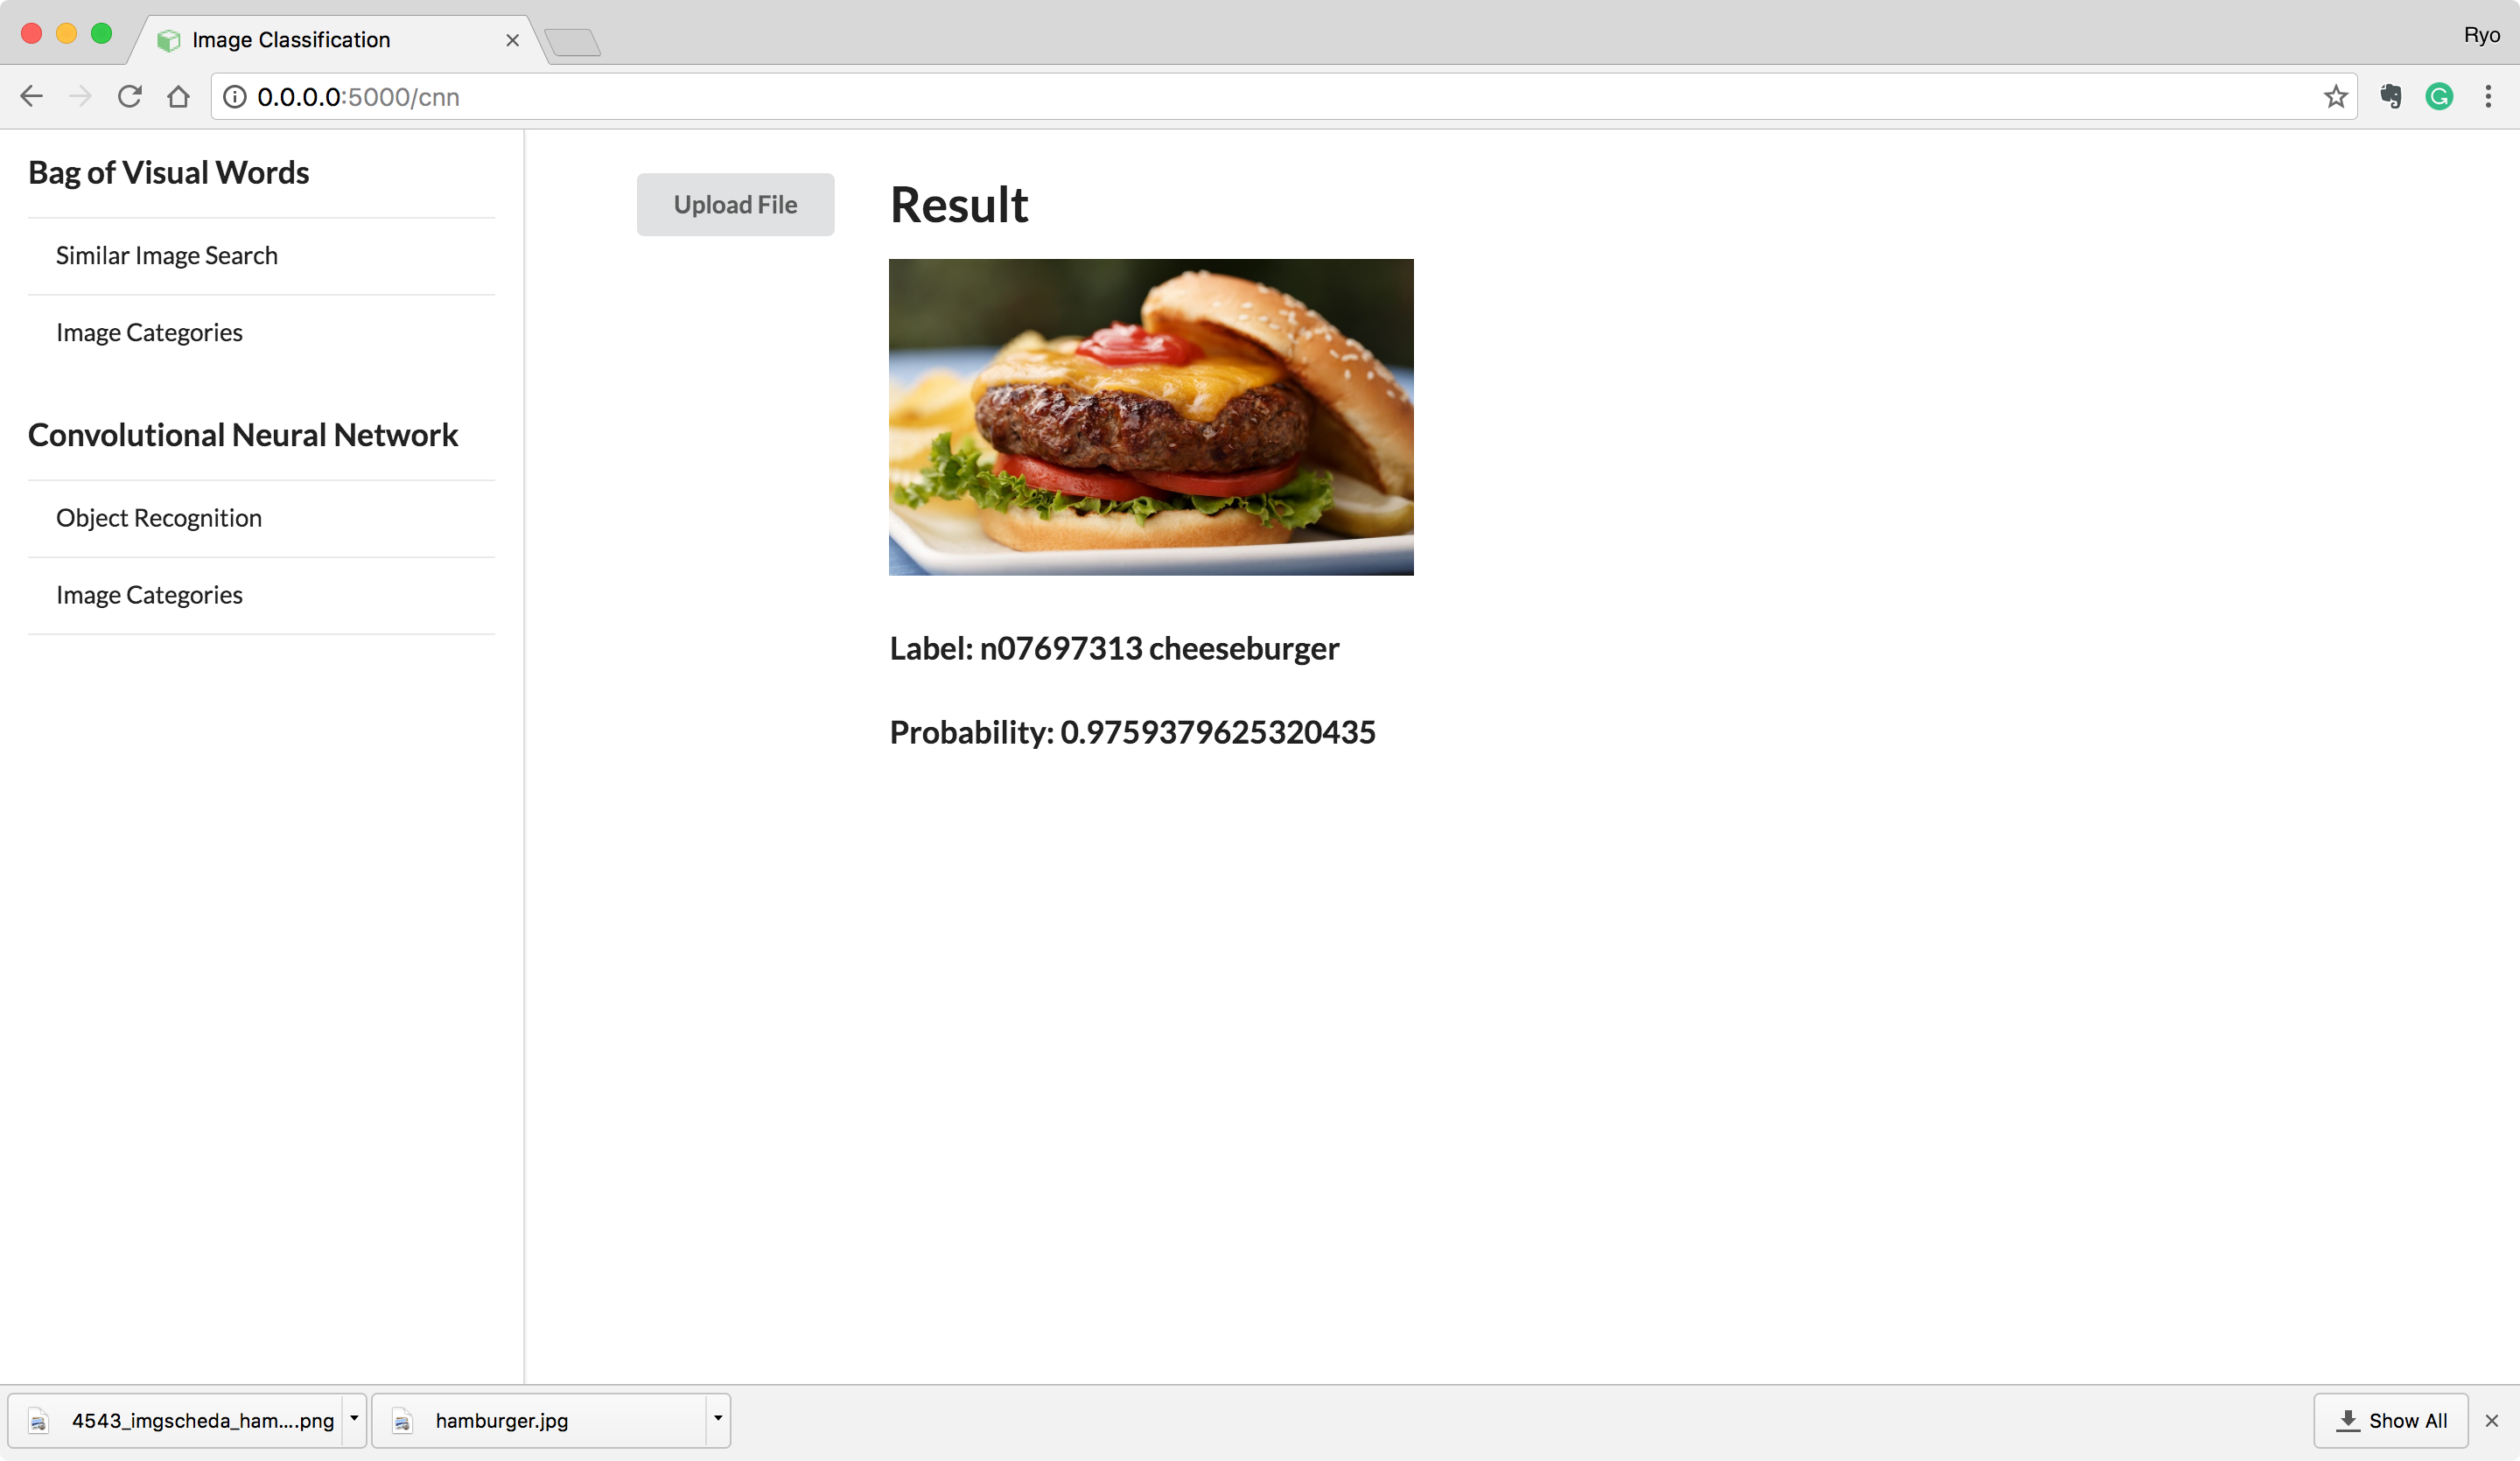 Image Classification
Ryo
0.0.0.0:5000/cnn
Bag of Visual Words
Similar Image Search
Image Categories
Convolutional Neural Network
Object Recognition
Image Categories
Upload File
Result
Label: n07697313 cheeseburger
Probability: 0.9759379625320435
4543_imgscheda_ham....png
hamburger.jpg
Show All